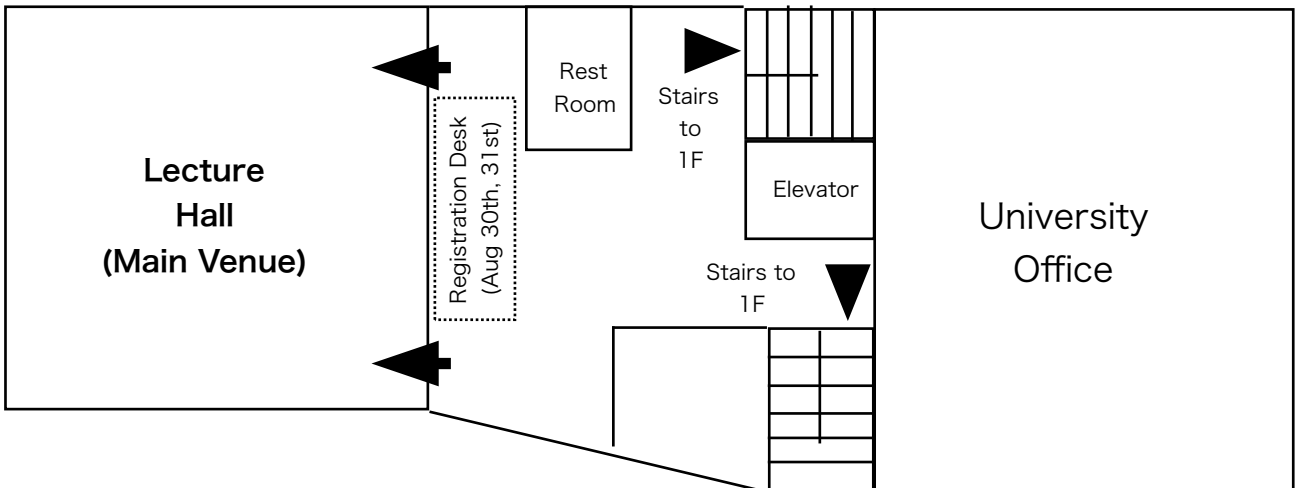 Lecture
Hall
(Main Venue)
Registration Desk
(Aug 30th, 31st)
Rest
Room
Stairs
to
1F
Elevator
Stairs to
1F
University
Office